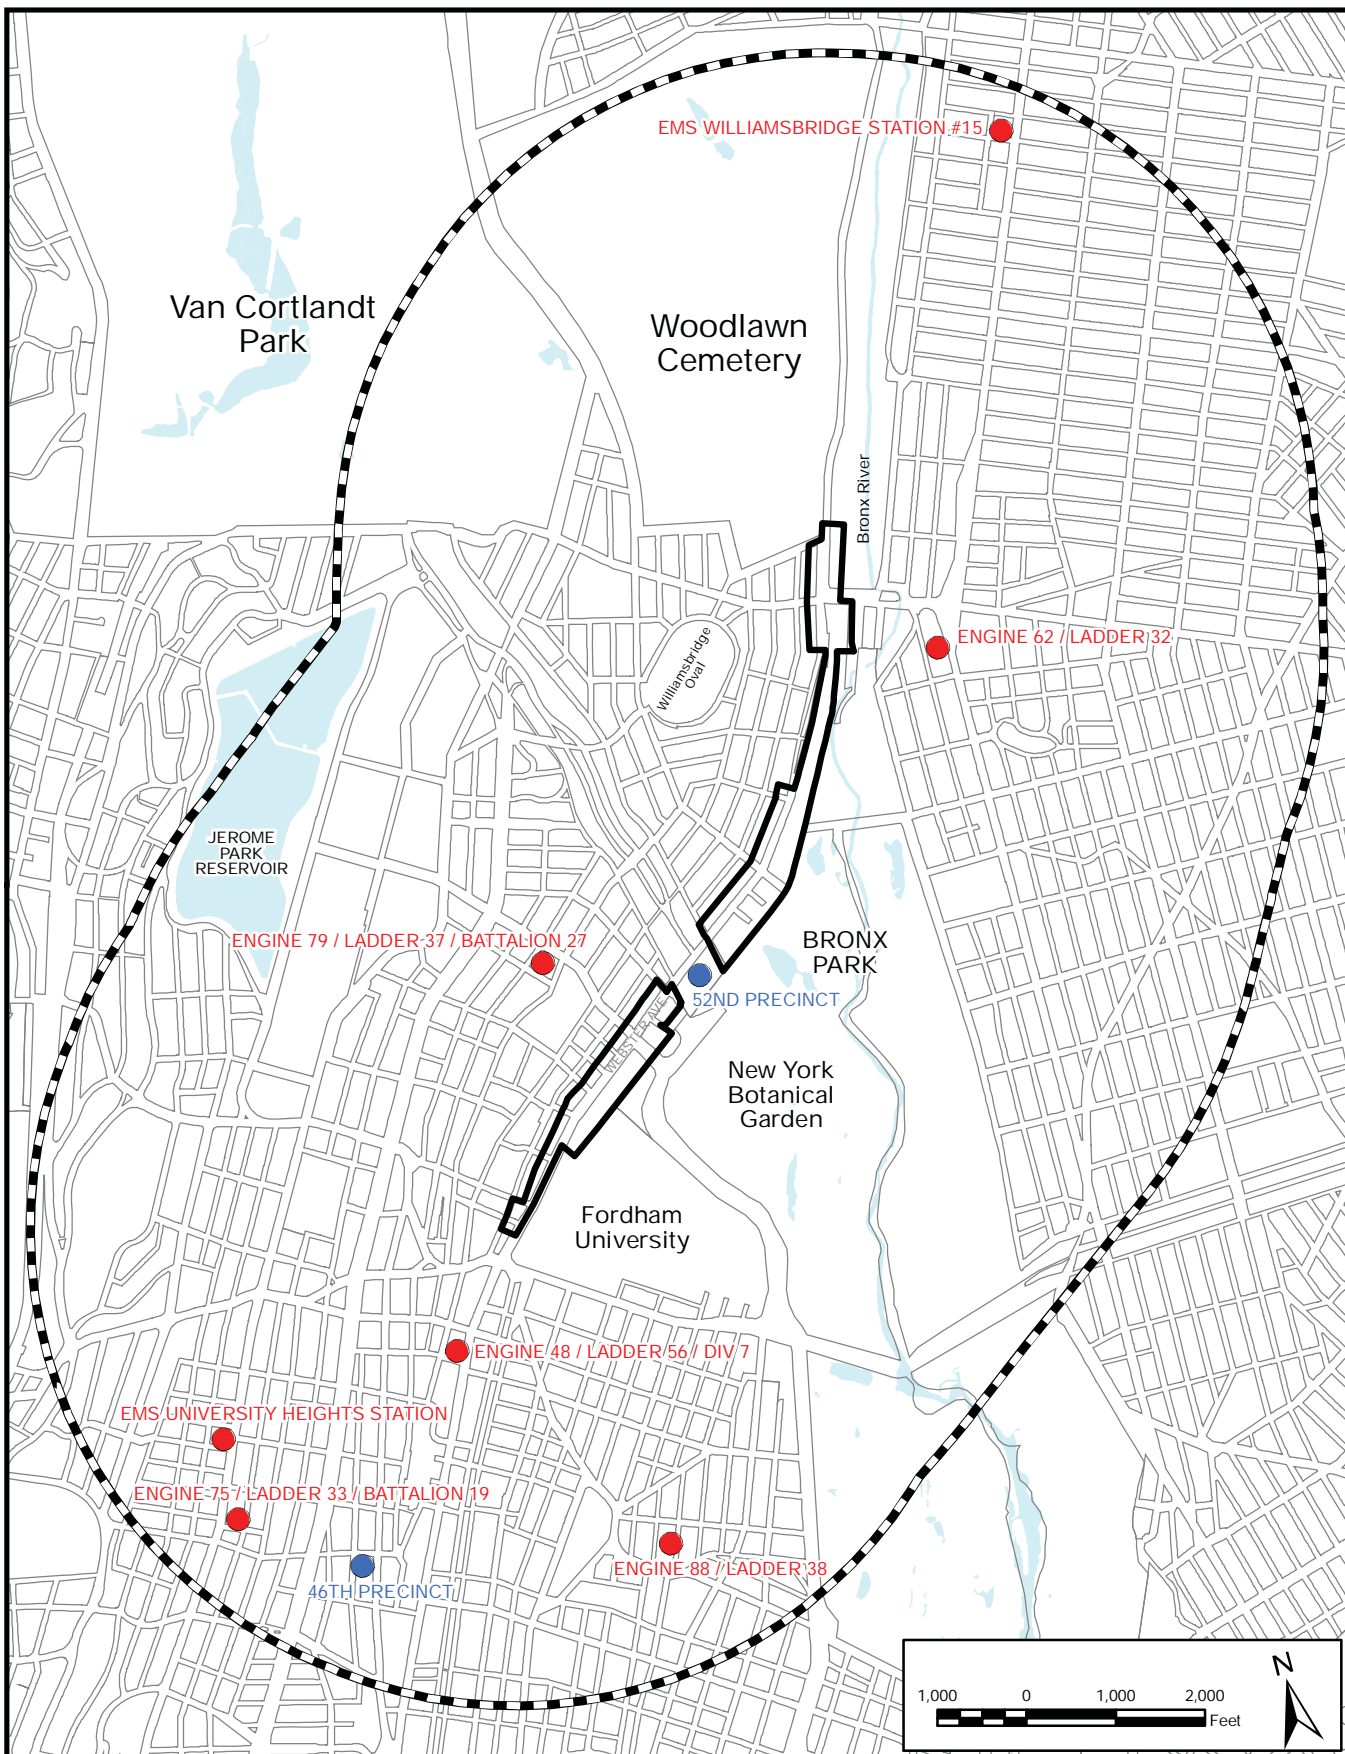 EMS WILLIAMSBRIDGE STATION #15
Van Cortlandt
Park
Woodlawn
Cemetery
Bronx River
ENGINE 62 / LADDER 32
Williamsbridge
Oval
JEROME
PARK
RESERVOIR
ENGINE 79 / LADDER 37 / BATTALION 27
BRONX
PARK
52ND PRECINCT
WEBSTER AVE
New York
Botanical
Garden
Fordham
University
ENGINE 48 / LADDER 56 / DIV 7
EMS UNIVERSITY HEIGHTS STATION
ENGINE 75 / LADDER 33 / BATTALION 19
ENGINE 88 / LADDER 38
46TH PRECINCT
N
1,000 0 1,000 2,000
Feet